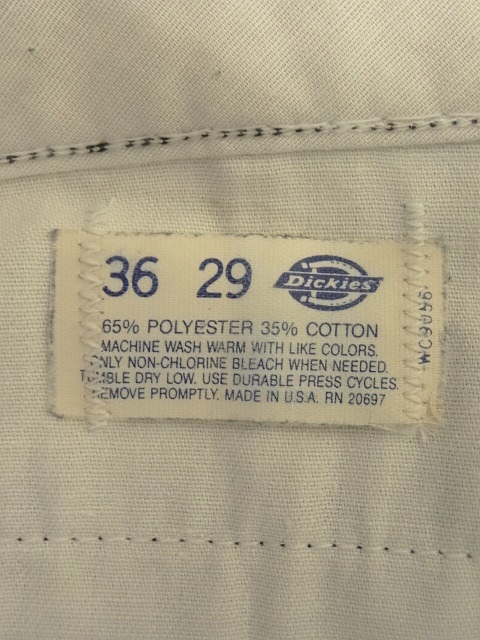 36 29 Dickies
65% POLYESTER 35% COTTON
MACHINE WASH WARM WITH LIKE COLORS.
ONLY NON-CHLORINE BLEACH WHEN NEEDED.
TUMBLE DRY LOW. USE DURABLE PRESS CYCLES.
REMOVE PROMPTLY. MADE IN U.S.A. RN 20697